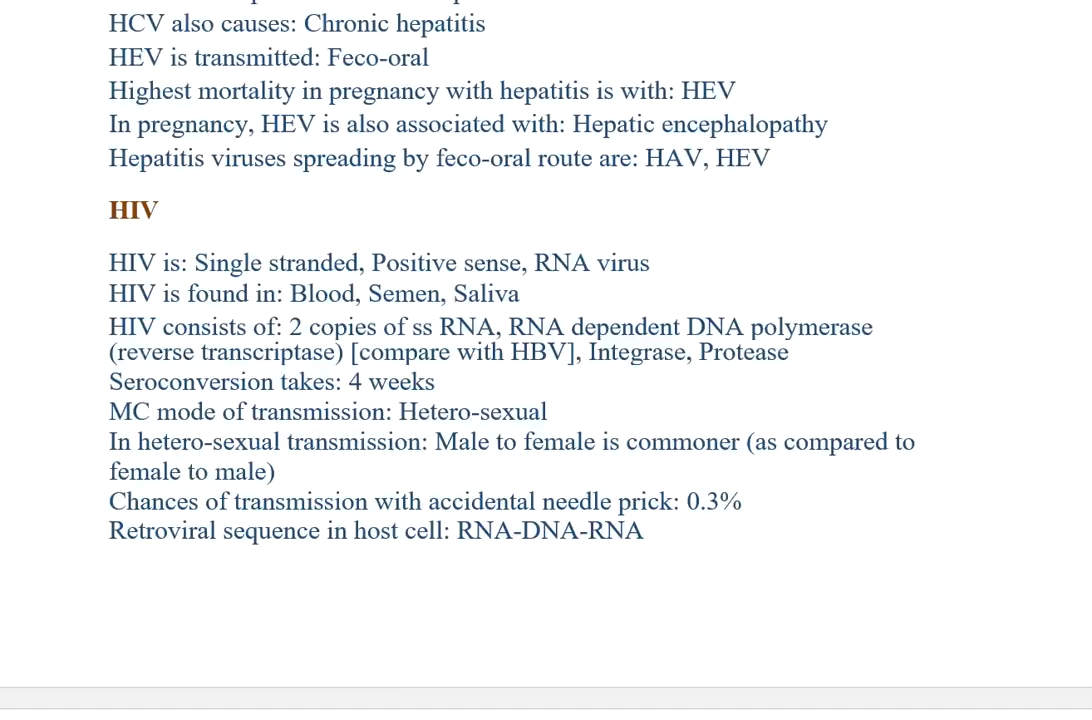 HCV also causes: Chronic hepatitis
HEV is transmitted: Feco-oral
Highest mortality in pregnancy with hepatitis is with: HEV
In pregnancy, HEV is also associated with: Hepatic encephalopathy
Hepatitis viruses spreading by feco-oral route are: HAV, HEV
HIV
HIV is: Single stranded, Positive sense, RNA virus
HIV is found in: Blood, Semen, Saliva
HIV consists of: 2 copies of ss RNA, RNA dependent DNA polymerase
(reverse transcriptase) [compare with HBV], Integrase, Protease
Seroconversion takes: 4 weeks
MC mode of transmission: Hetero-sexual
In hetero-sexual transmission: Male to female is commoner (as compared to
female to male)
Chances of transmission with accidental needle prick: 0.3%
Retroviral sequence in host cell: RNA-DNA-RNA